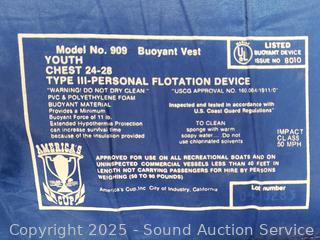 Model No. 909 Buoyant Vest
YOUTH
CHEST 24-28
TYPE III-PERSONAL FLOTATION DEVICE
UL
LISTED
BUOYANT DEVICE
ISSUE NO 8010
"WARNING! DO NOT DRY CLEAN."
PVC & POLYETHYLENE FOAM
BUOYANT MATERIAL
Provides a Minimum
Buoyant Force of 11 lb.
Extended Hypothermia Protection
can increase survival time
because of the insulation provided
"USCG APPROVAL NO. 160.064/1911/0"
Inspected and tested in accordance with
U.S. Coast Guard Regulations"
TO CLEAN
sponge with warm
soapy water... Do not
use chlorinated solvents
IMPACT
CLASS
50 MPH
AMERICA'S
CUP
APPROVED FOR USE ON ALL RECREATIONAL BOATS AND ON
UNINSPECTED COMMERCIAL VESSELS LESS THAN 40 FEET IN
LENGTH NOT CARRYING PASSENGERS FOR HIRE BY PERSONS
WEIGHING (50 TO 90 POUNDS)
America's Cup, Inc City of Industry, California
Lot number
Copyright 2025 - Sound Auction Service